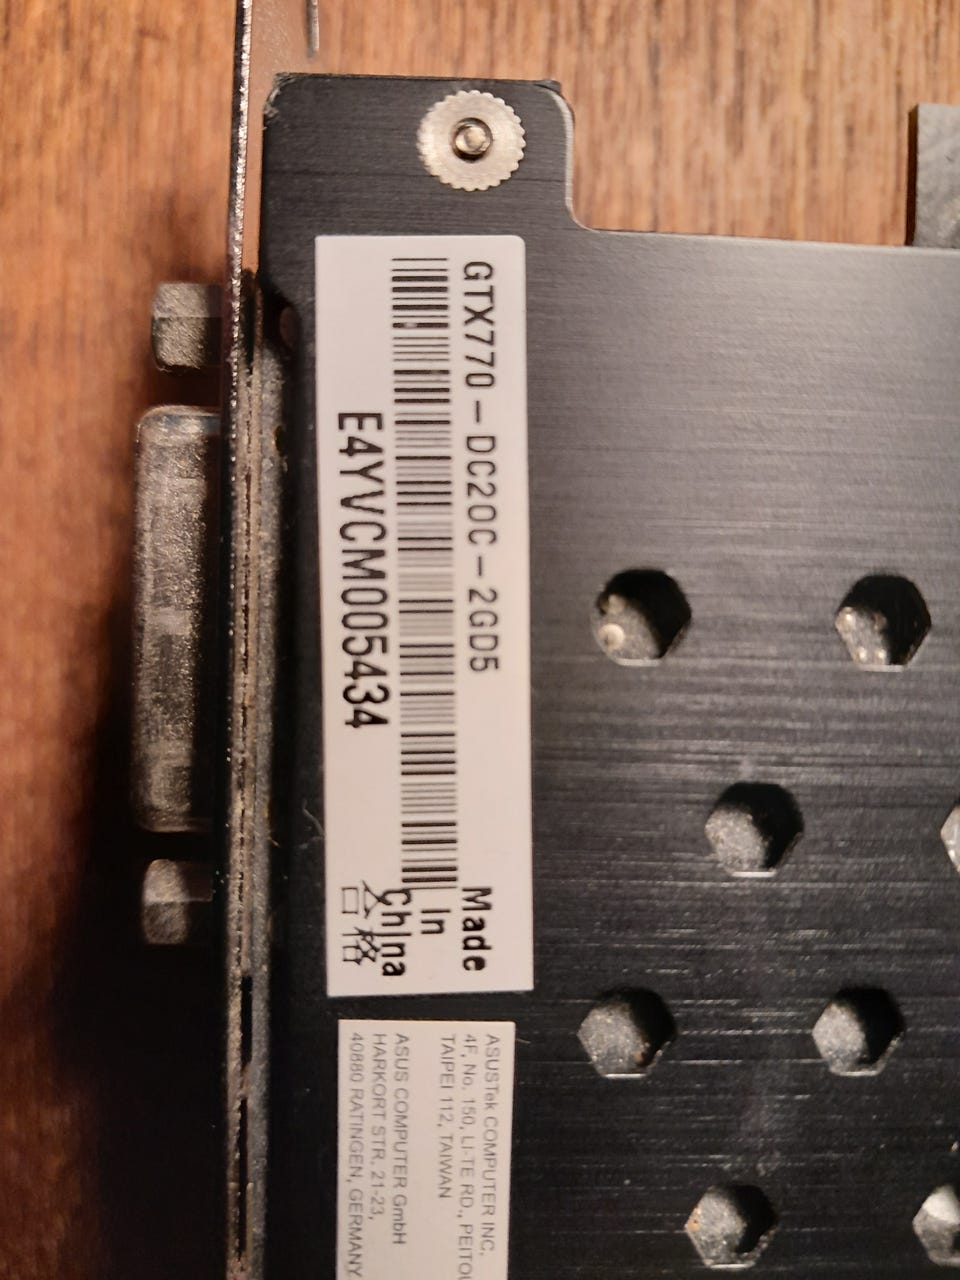 GTX770-DC2OC-2GD5
E4YVCM005434
Made
In
China
合格
ASUSTek COMPUTER INC.
4F, No. 150, LI-TE RD., PEITOU
TAIPEI 112, TAIWAN
ASUS COMPUTER GmbH
HARKORT STR. 21-23,
40880 RATINGEN, GERMANY